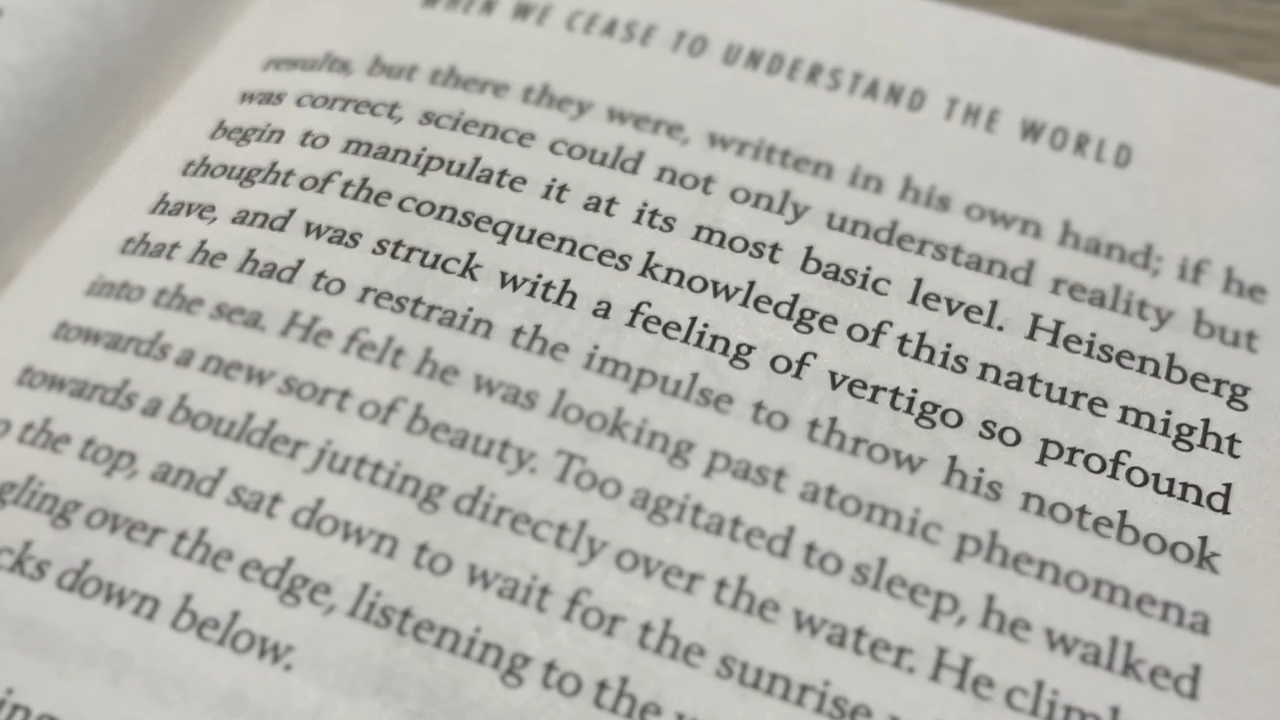 WHEN WE CEASE TO UNDERSTAND THE WORLD
results, but there they were, written in his own hand; if he
was correct, science could not only understand reality but
begin to manipulate it at its most basic level. Heisenberg
thought of the consequences knowledge of this nature might
have, and was struck with a feeling of vertigo so profound
that he had to restrain the impulse to throw his notebook
into the sea. He felt he was looking past atomic phenomena
towards a new sort of beauty. Too agitated to sleep, he walked
towards a boulder jutting directly over the water. He
the top, and sat down to wait for the sunrise
over the edge, listening to the
down below.